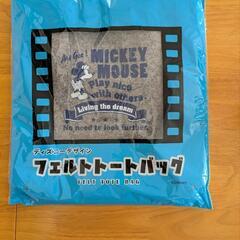 MICKEY
MOUSE
Play nice
with others.
Living the dream
No need to look further.
ディズニーデザイン
フェルトトートバッグ
FELT TOTE BAG